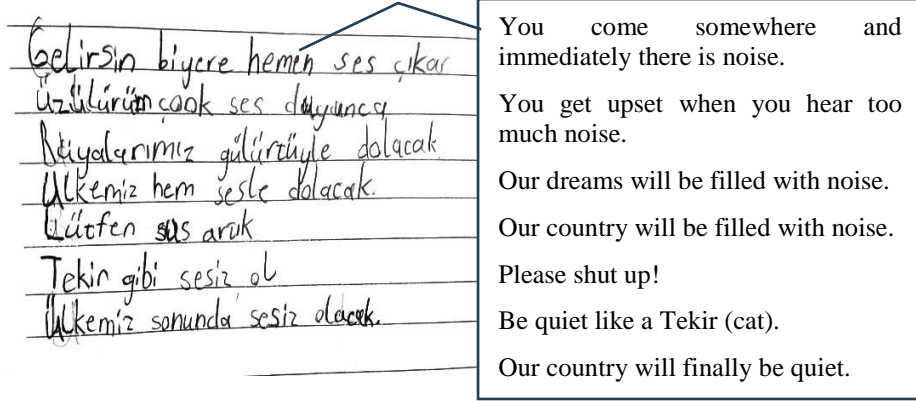 Gelirsin biyere hemen ses çıkar
Üzülürüm çook ses duyunca
Rüyalarımız gülürtüyle dolacak
Ülkemiz hem sesle dolacak.
Lütfen sus artık
Tekir gibi sesiz ol
Ülkemiz sonunda sesiz olacak.
You come somewhere and
immediately there is noise.
You get upset when you hear too
much noise.
Our dreams will be filled with noise.
Our country will be filled with noise.
Please shut up!
Be quiet like a Tekir (cat).
Our country will finally be quiet.